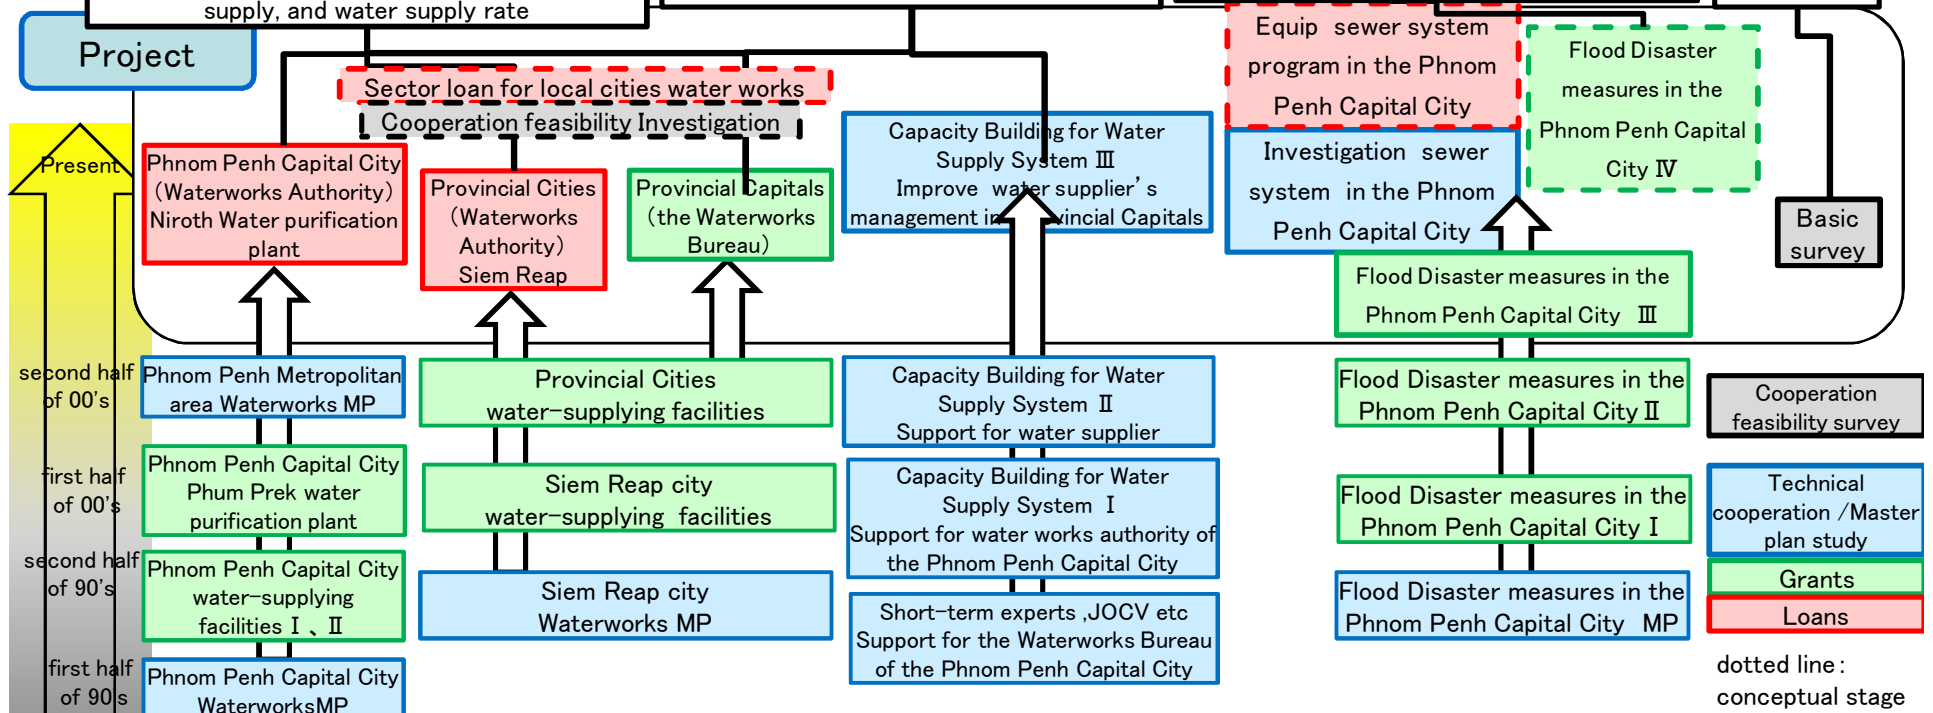 supply, and water supply rate
Project
Sector loan for local cities water works
Cooperation feasibility Investigation
Equip sewer system
program in the Phnom
Penh Capital City
Flood Disaster
measures in the
Phnom Penh Capital
City Ⅳ
Present
Phnom Penh Capital City
(Waterworks Authority)
Niroth Water purification
plant
Provincial Cities
(Waterworks
Authority)
Siem Reap
Provincial Capitals
(the Waterworks
Bureau)
Capacity Building for Water
Supply System Ⅲ
Improve water supplier's
management in vincial Capitals
Investigation sewer
system in the Phnom
Penh Capital City
Flood Disaster measures in the
Phnom Penh Capital City Ⅲ
Basic
survey
second half
of 00's
Phnom Penh Metropolitan
area Waterworks MP
Provincial Cities
water-supplying facilities
Capacity Building for Water
Supply System Ⅱ
Support for water supplier
Flood Disaster measures in the
Phnom Penh Capital City Ⅱ
Cooperation
feasibility survey
first half
of 00's
Phnom Penh Capital City
Phum Prek water
purification plant
Siem Reap city
water-supplying facilities
Capacity Building for Water
Supply System Ⅰ
Support for water works authority of
the Phnom Penh Capital City
Flood Disaster measures in the
Phnom Penh Capital City Ⅰ
Technical
cooperation /Master
plan study
second half
of 90's
Phnom Penh Capital City
water-supplying
facilities Ⅰ、Ⅱ
Siem Reap city
Waterworks MP
Short-term experts ,JOCV etc
Support for the Waterworks Bureau
of the Phnom Penh Capital City
Flood Disaster measures in the
Phnom Penh Capital City MP
Grants
Loans
first half
of 90's
Phnom Penh Capital City
WaterworksMP
dotted line:
conceptual stage